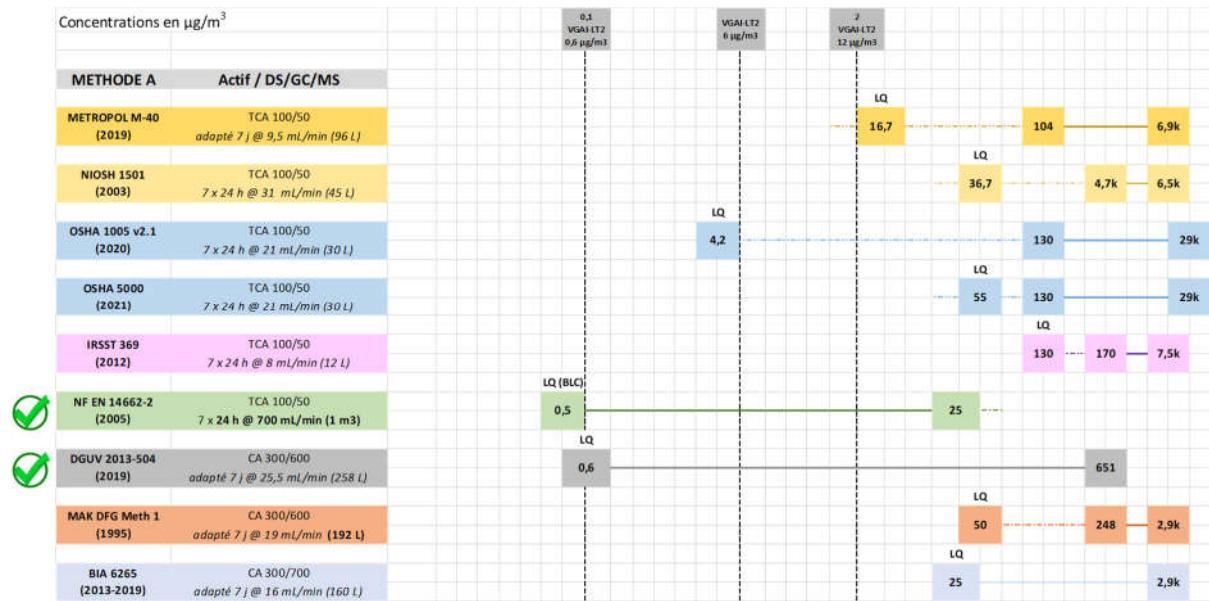 Concentrations en µg/m³
0,1
VGAI-LT2
0,6 µg/m3
VGAI-LT2
6 µg/m3
2
VGAI-LT2
12 µg/m3
METHODE A Actif / DS/GC/MS
METROPOL M-40
(2019)
TCA 100/50
adapté 7 j @ 9,5 mL/min (96 L)
LQ
16,7 104 6,9k
NIOSH 1501
(2003)
TCA 100/50
7 x 24 h @ 31 mL/min (45 L)
LQ
36,7 4,7k 6,5k
OSHA 1005 v2.1
(2020)
TCA 100/50
7 x 24 h @ 21 mL/min (30 L)
LQ
4,2 130 29k
OSHA 5000
(2021)
TCA 100/50
7 x 24 h @ 21 mL/min (30 L)
LQ
55 130 29k
IRSST 369
(2012)
TCA 100/50
7 x 24 h @ 8 mL/min (12 L)
LQ
130 170 7,5k
NF EN 14662-2
(2005)
TCA 100/50
7 x 24 h @ 700 mL/min (1 m3)
LQ (BLC)
0,5 25
DGUV 2013-504
(2019)
CA 300/600
adapté 7 j @ 25,5 mL/min (258 L)
LQ
0,6 651
MAK DFG Meth 1
(1995)
CA 300/600
adapté 7 j @ 19 mL/min (192 L)
LQ
50 248 2,9k
BIA 6265
(2013-2019)
CA 300/700
adapté 7 j @ 16 mL/min (160 L)
LQ
25 2,9k